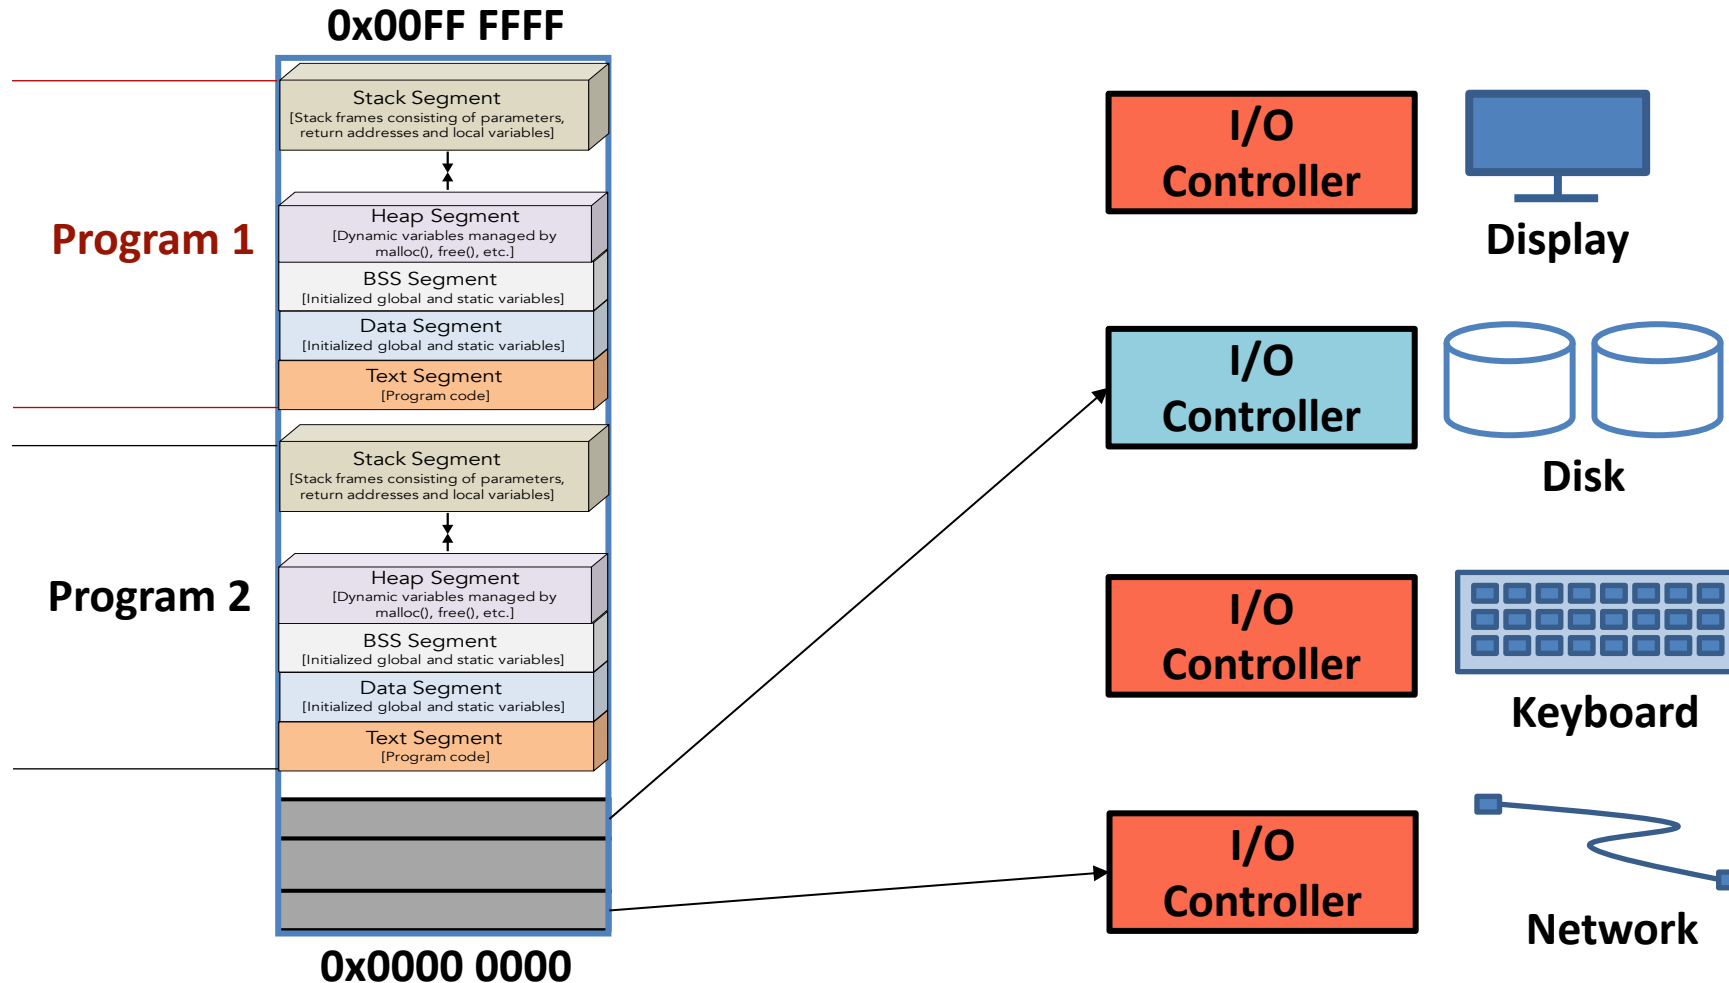 0x00FF FFFF
Stack Segment
[Stack frames consisting of parameters,
return addresses and local variables]
Program 1
Heap Segment
[Dynamic variables managed by
malloc(), free(), etc.]
BSS Segment
[Initialized global and static variables]
Data Segment
[Initialized global and static variables]
Text Segment
[Program code]
Stack Segment
[Stack frames consisting of parameters,
return addresses and local variables]
Program 2
Heap Segment
[Dynamic variables managed by
malloc(), free(), etc.]
BSS Segment
[Initialized global and static variables]
Data Segment
[Initialized global and static variables]
Text Segment
[Program code]
0x0000 0000
I/O
Controller
Display
I/O
Controller
Disk
I/O
Controller
Keyboard
I/O
Controller
Network